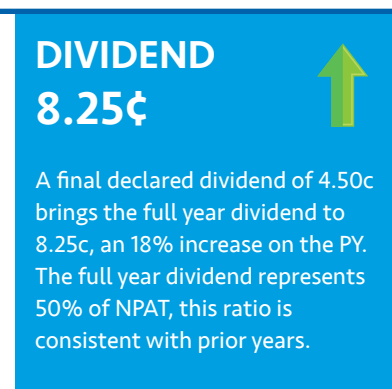 DIVIDEND
8.25¢
A final declared dividend of 4.50c
brings the full year dividend to
8.25c, an 18% increase on the PY.
The full year dividend represents
50% of NPAT, this ratio is
consistent with prior years.